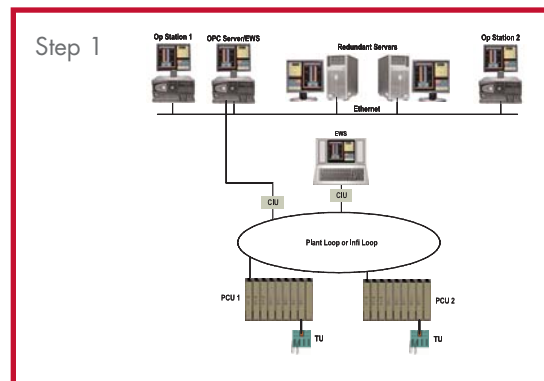 Step 1
Op Station 1
OPC Server/EWS
Redundant Servers
Op Station 2
Ethernet
EWS
CIU
CIU
Plant Loop or Infi Loop
PCU 1
PCU 2
TU
TU